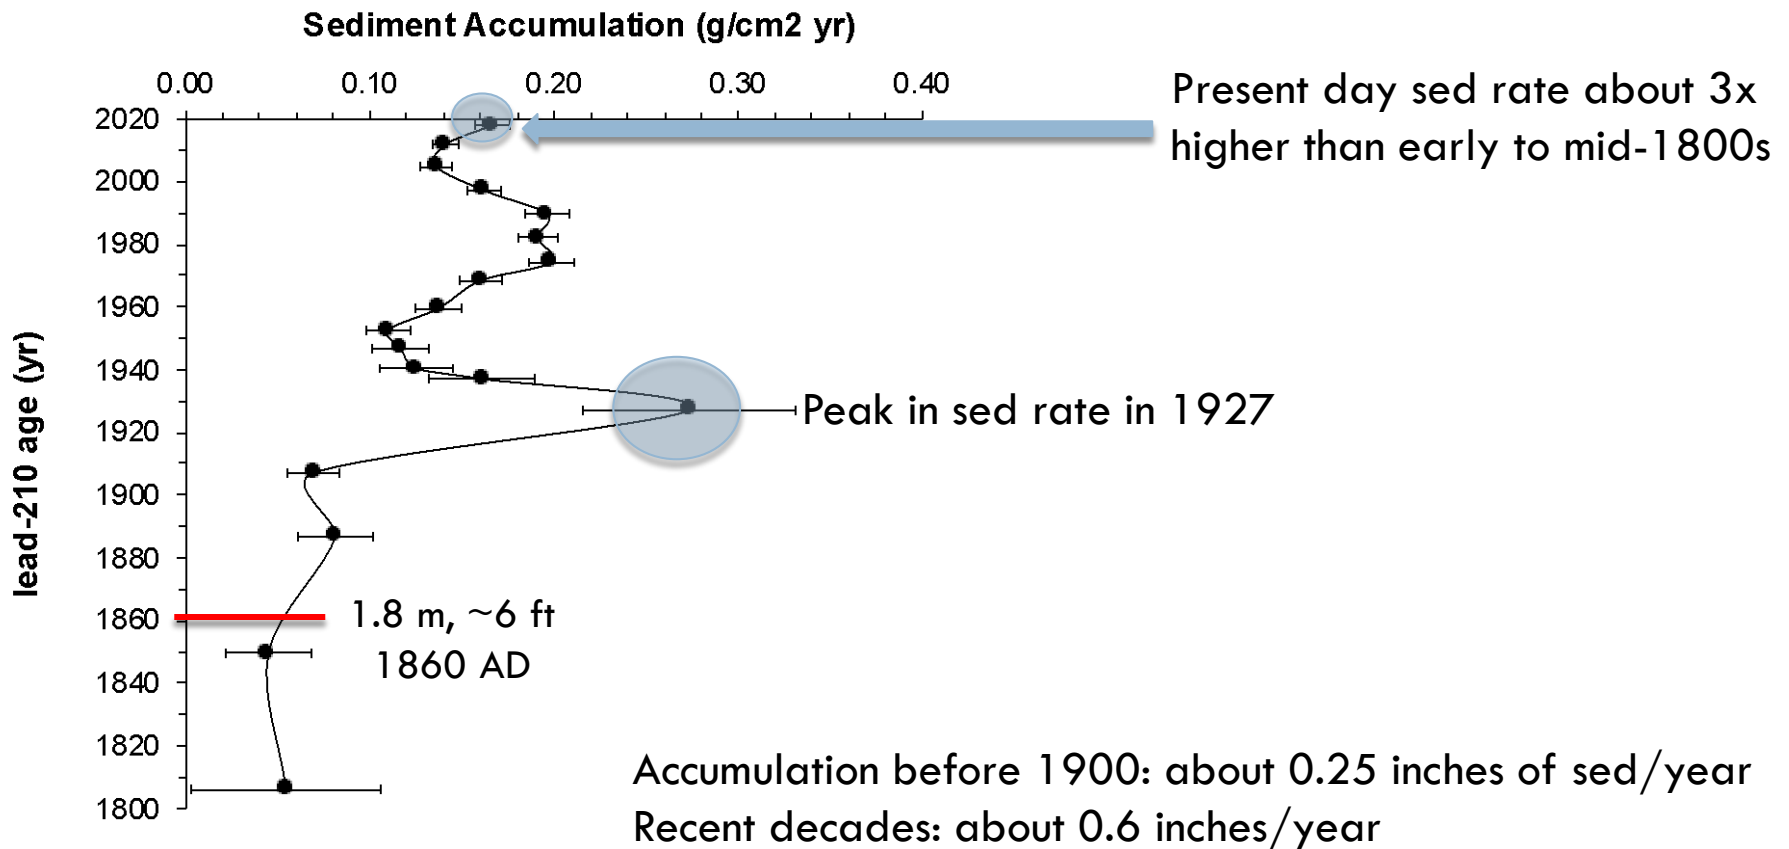 Sediment Accumulation (g/cm2 yr)
0.00 0.10 0.20 0.30 0.40
Present day sed rate about 3x
higher than early to mid-1800s
lead-210 age (yr)
2020
2000
1980
1960
1940
1920
1900
1880
1860
1840
1820
1800
Peak in sed rate in 1927
1.8 m, ~6 ft
1860 AD
Accumulation before 1900: about 0.25 inches of sed/year
Recent decades: about 0.6 inches/year